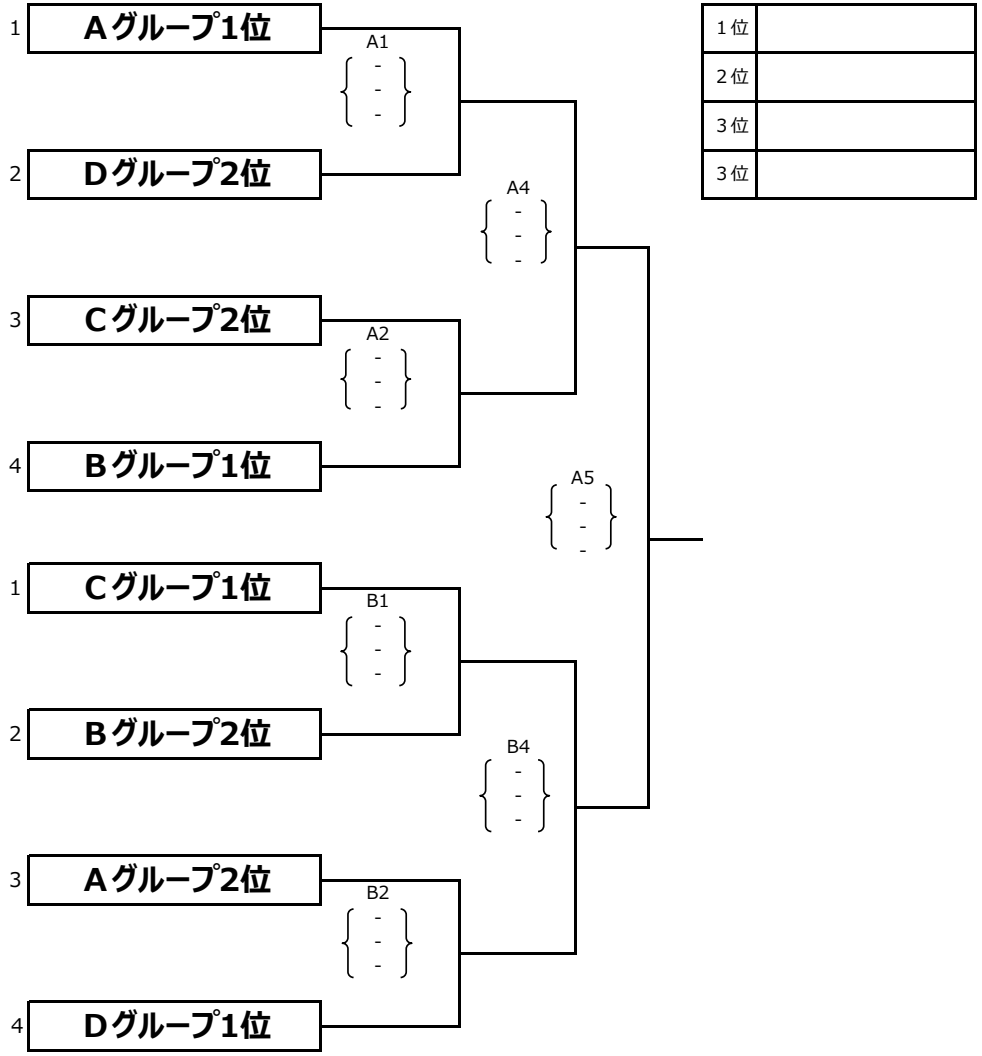 1 Aグループ1位
A1
-
-
-
2 Dグループ2位
A4
-
-
-
3 Cグループ2位
A2
-
-
-
4 Bグループ1位
A5
-
-
-
1 Cグループ1位
B1
-
-
-
2 Bグループ2位
B4
-
-
-
3 Aグループ2位
B2
-
-
-
4 Dグループ1位
1位
2位
3位
3位